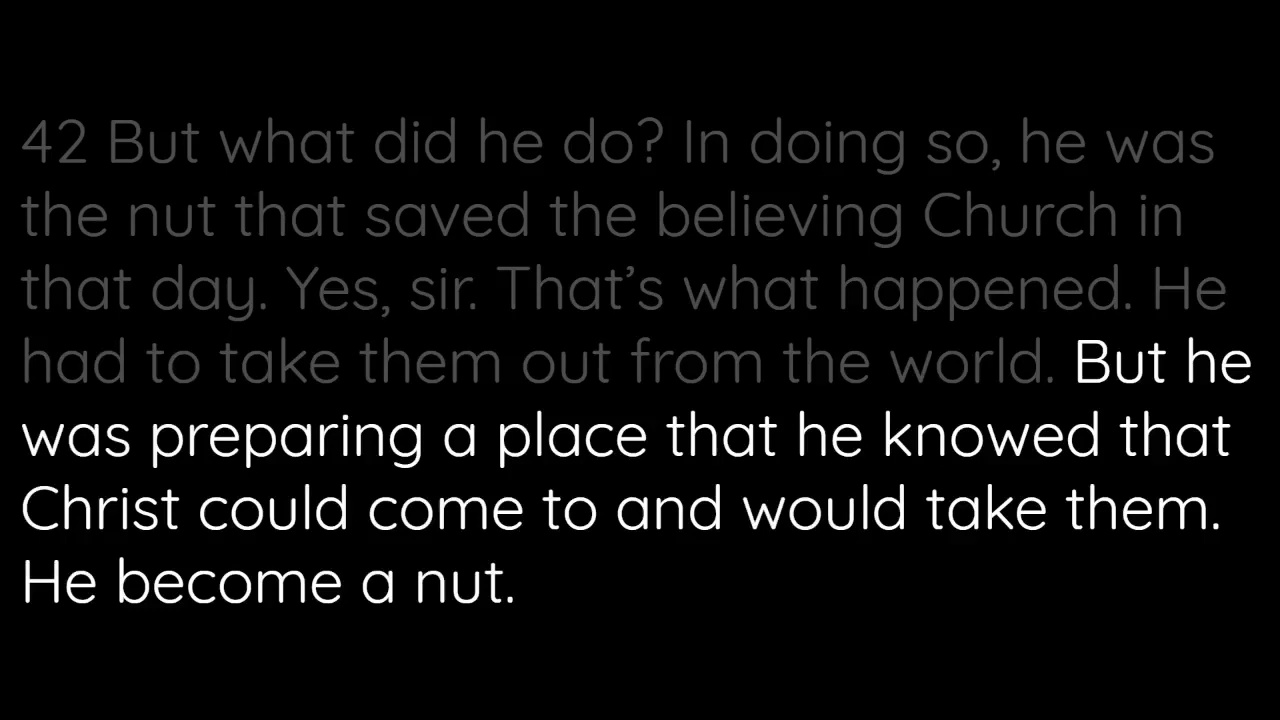 42 But what did he do? In doing so, he was
the nut that saved the believing Church in
that day. Yes, sir. That’s what happened. He
had to take them out from the world. But he
was preparing a place that he knowed that
Christ could come to and would take them.
He become a nut.